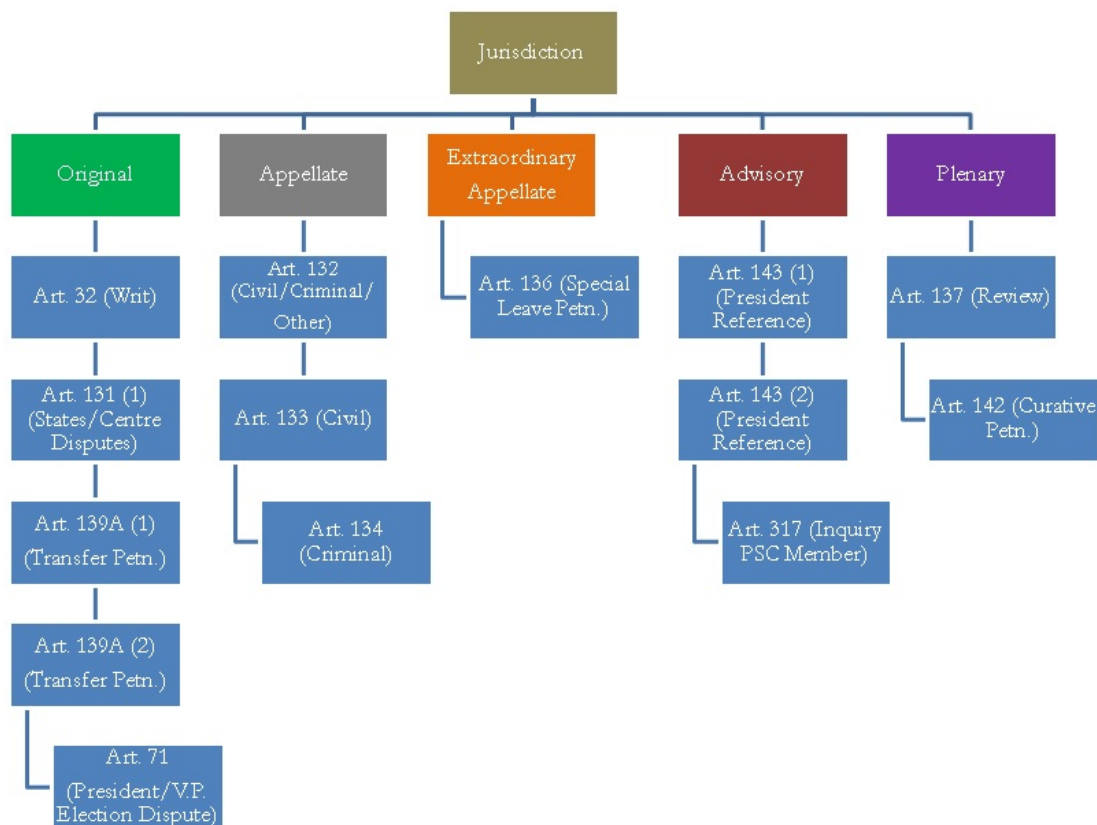 Jurisdiction
Original
Appellate
Extraordinary
Appellate
Advisory
Plenary
Art. 32 (Writ)
Art. 131 (1)
(States/Centre
Disputes)
Art. 139A (1)
(Transfer Petn.)
Art. 139A (2)
(Transfer Petn.)
Art. 71
(President/V.P.
Election Dispute)
Art. 132
(Civil/Criminal/
Other)
Art. 133 (Civil)
Art. 134
(Criminal)
Art. 136 (Special
Leave Petn.)
Art. 143 (1)
(President
Reference)
Art. 143 (2)
(President
Reference)
Art. 317 (Inquiry
PSC Member)
Art. 137 (Review)
Art. 142 (Curative
Petn.)